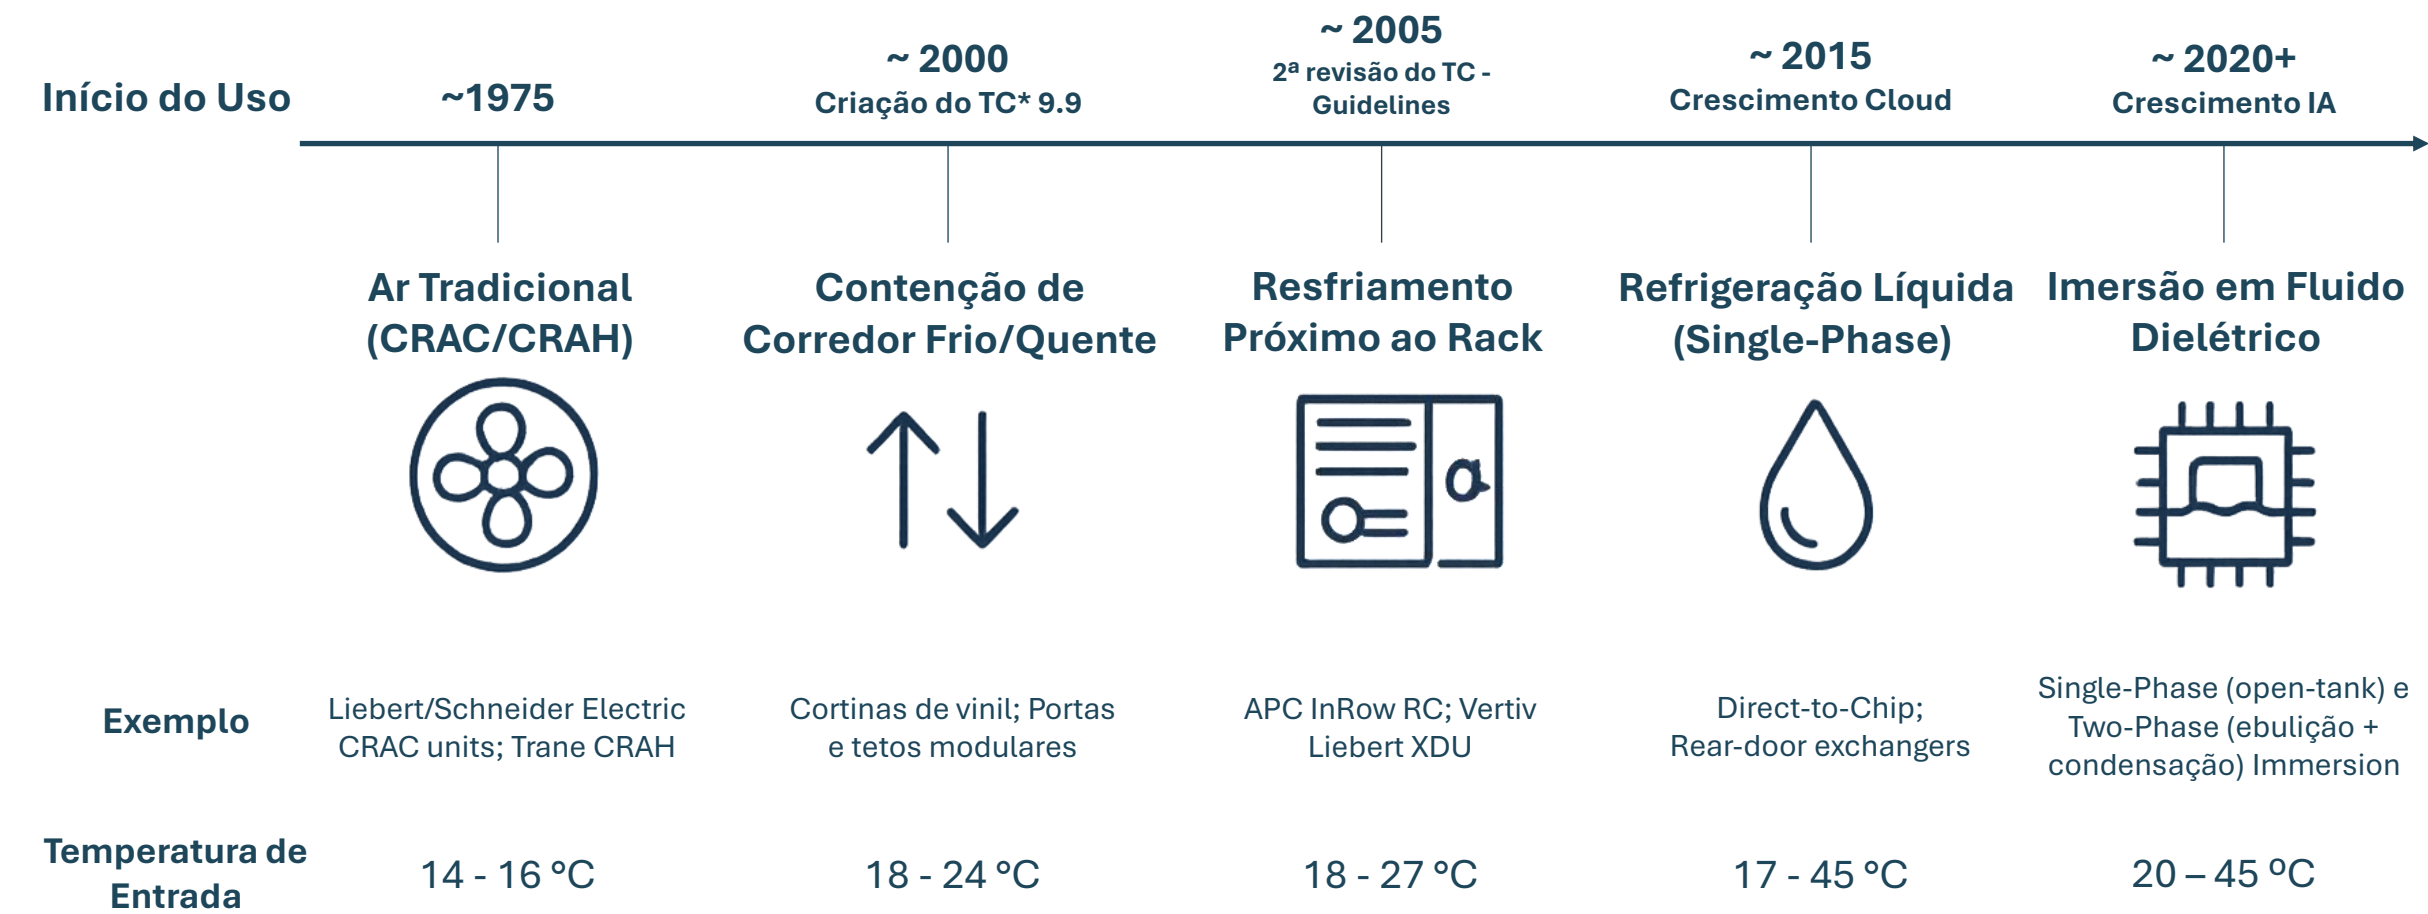 Início do Uso
~1975
~ 2000
Criação do TC* 9.9
~ 2005
2ª revisão do TC -
Guidelines
~ 2015
Crescimento Cloud
~ 2020+
Crescimento IA
Ar Tradicional
(CRAC/CRAH)
Contenção de
Corredor Frio/Quente
Resfriamento
Próximo ao Rack
Refrigeração Líquida
(Single-Phase)
Imersão em Fluido
Dielétrico
Exemplo
Liebert/Schneider Electric
CRAC units; Trane CRAH
Cortinas de vinil; Portas
e tetos modulares
APC InRow RC; Vertiv
Liebert XDU
Direct-to-Chip;
Rear-door exchangers
Single-Phase (open-tank) e
Two-Phase (ebulição +
condensação) Immersion
Temperatura de
Entrada
14 - 16 °C
18 - 24 °C
18 - 27 °C
17 - 45 °C
20 – 45 ºC